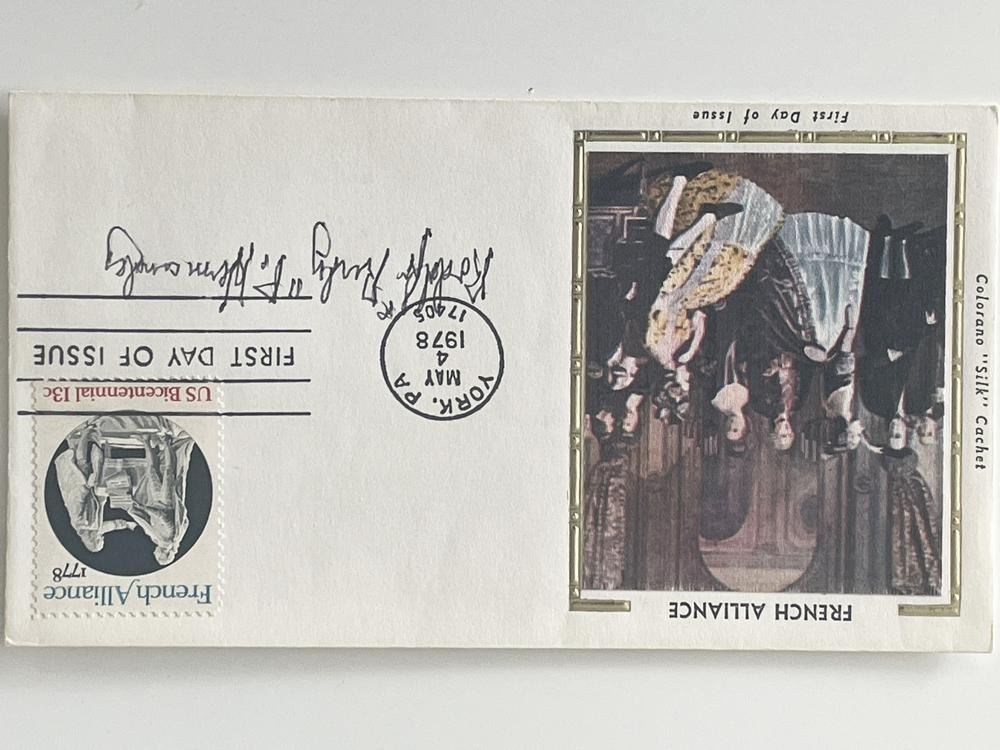 FRENCH ALLIANCE
First Day of Issue
Colorano "Silk" Cachet
French Alliance
1778
US Bicentennial 13c
YORK, PA
MAY
4
1978
17405
FIRST DAY OF ISSUE